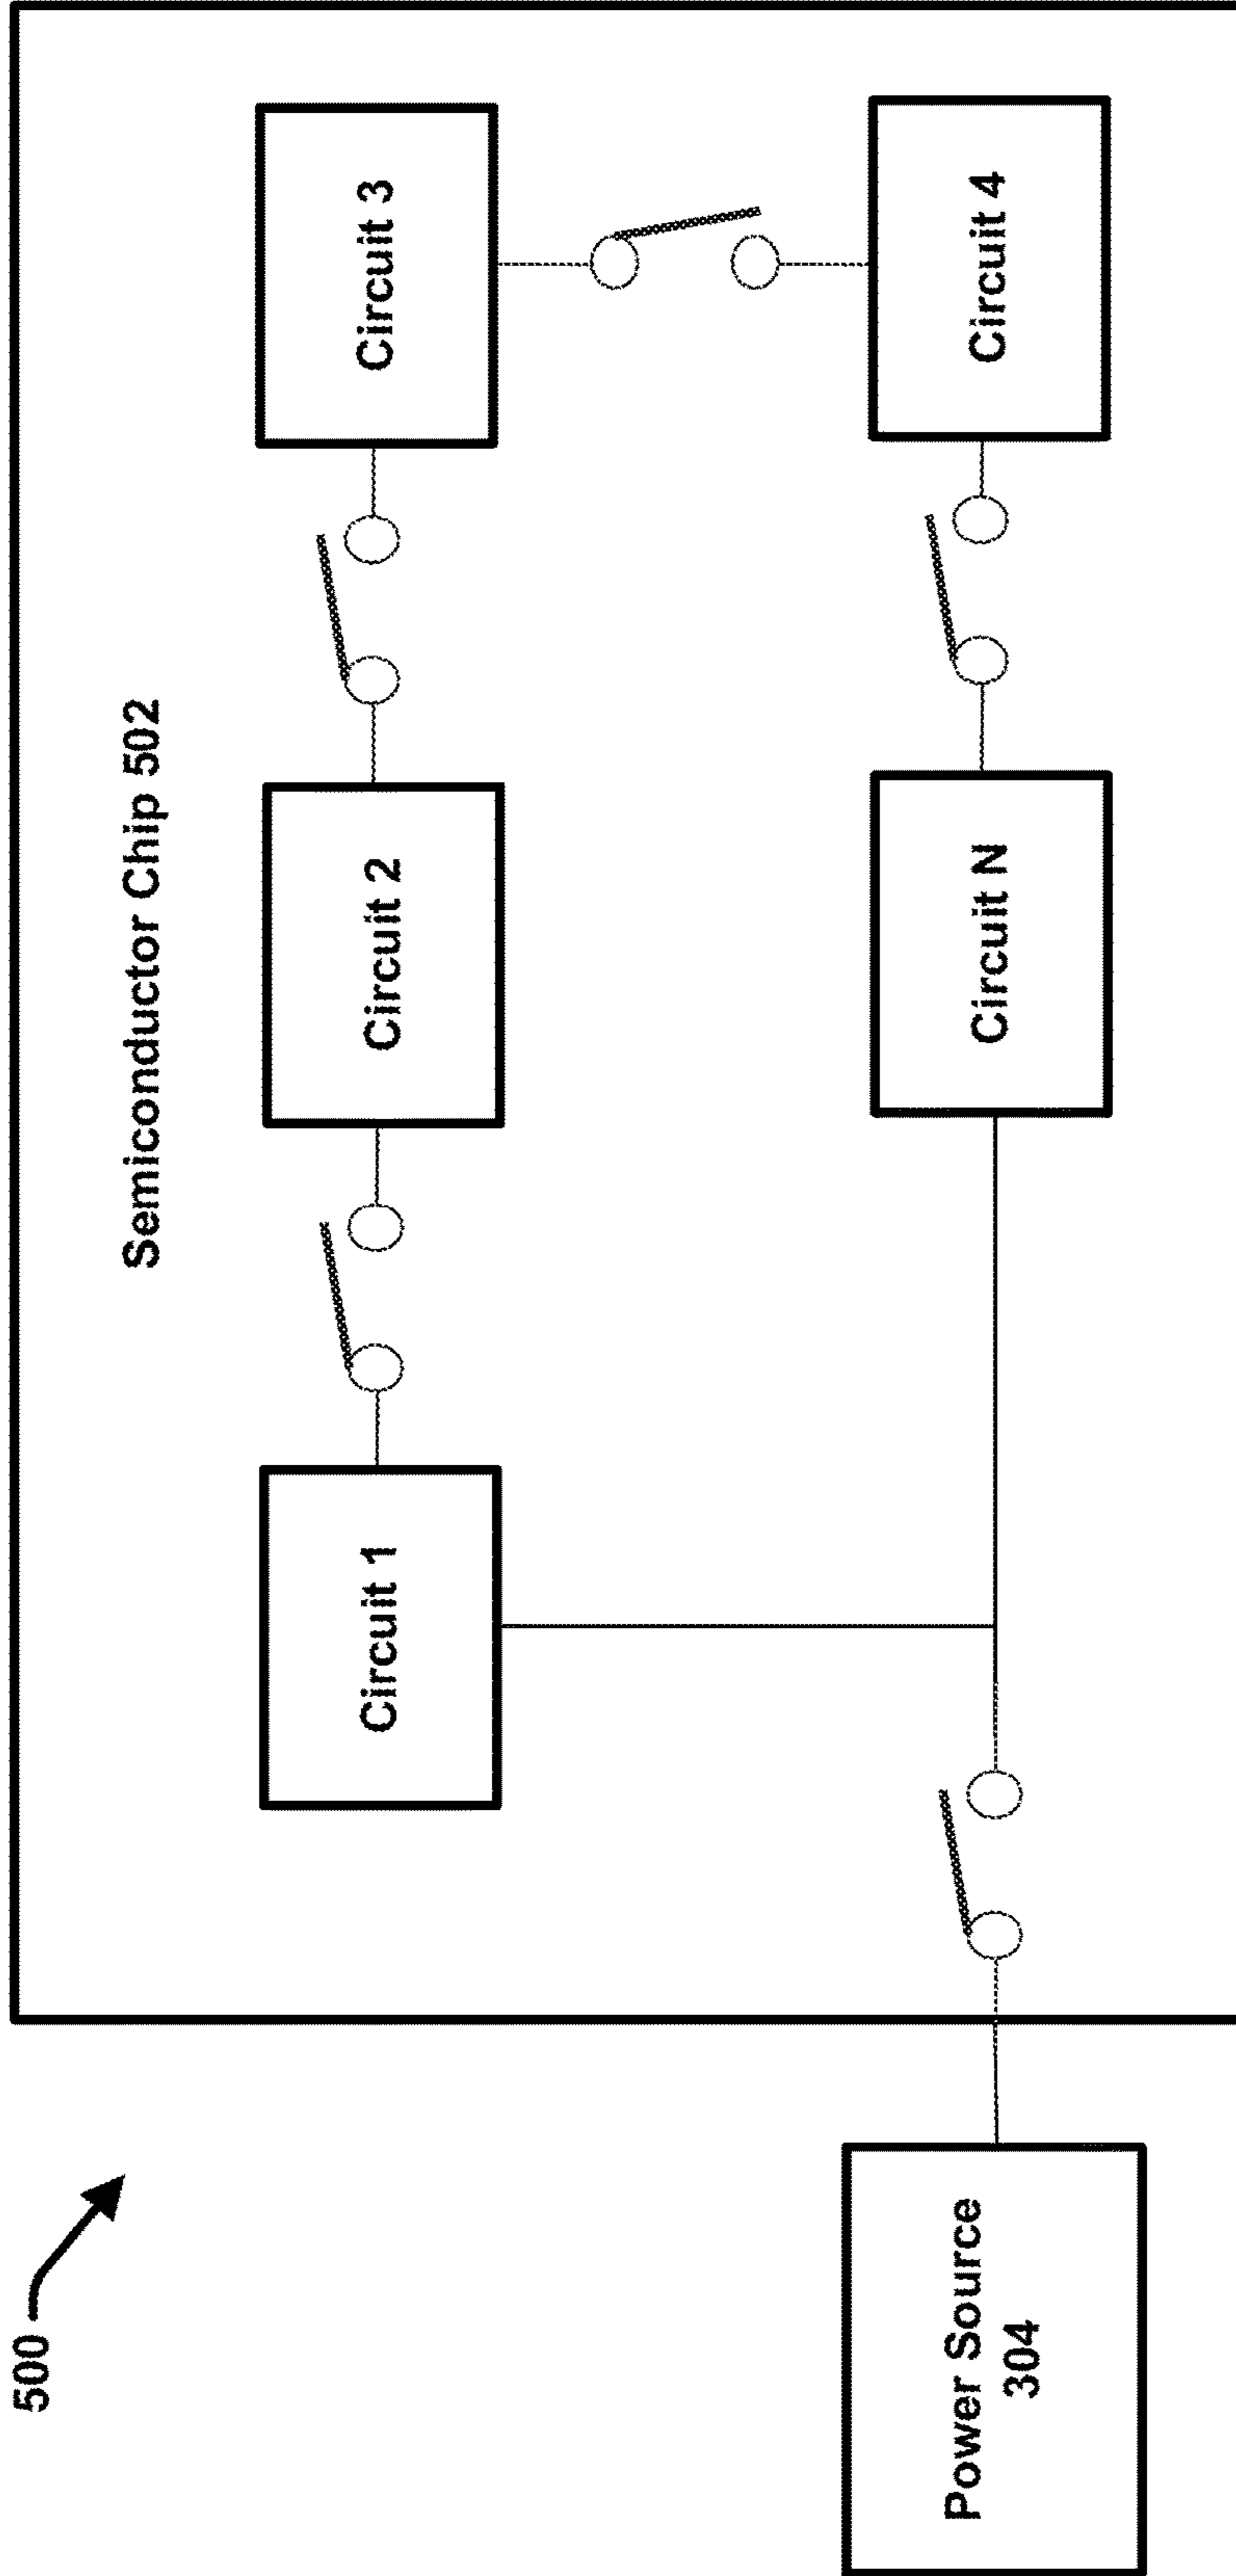 500
Semiconductor Chip 502
Circuit 1
Circuit 2
Circuit 3
Power Source
304
Circuit N
Circuit 4